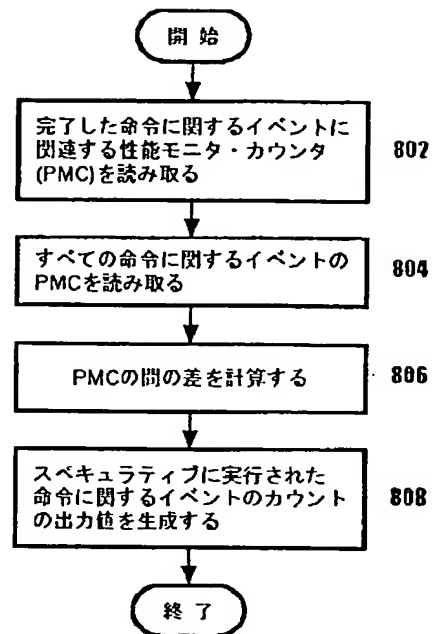 開始
完了した命令に関するイベントに
関連する性能モニタ・カウンタ
(PMC)を読み取る
802
すべての命令に関するイベントの
PMCを読み取る
804
PMCの間の差を計算する
806
スペキュラティブに実行された
命令に関するイベントのカウント
の出力値を生成する
808
終了